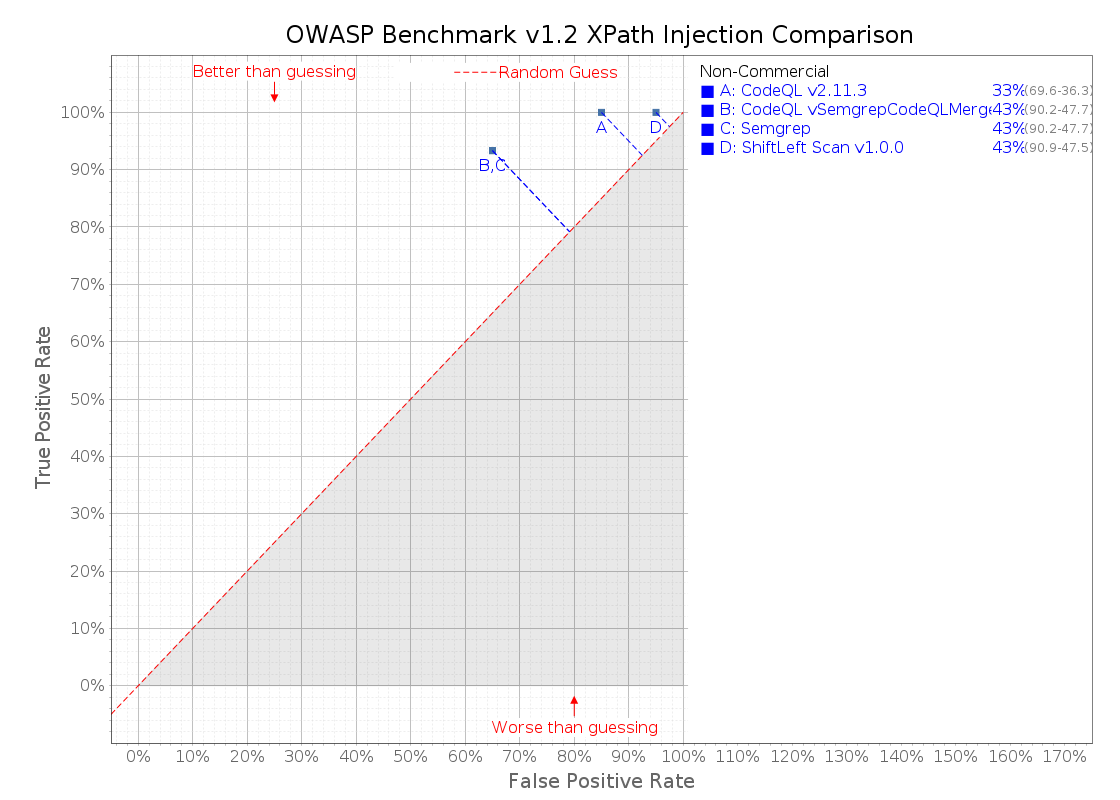 OWASP Benchmark v1.2 XPath Injection Comparison
Better than guessing
Random Guess
Non-Commercial
A: CodeQL v2.11.3 33% (69.6-36.3)
B: CodeQL vSemgrepCodeQLMerge 43% (90.2-47.7)
C: Semgrep 43% (90.2-47.7)
D: ShiftLeft Scan v1.0.0 43% (90.9-47.5)
A
D
B,C
True Positive Rate
100%
90%
80%
70%
60%
50%
40%
30%
20%
10%
0%
Worse than guessing
0% 10% 20% 30% 40% 50% 60% 70% 80% 90% 100% 110% 120% 130% 140% 150% 160% 170%
False Positive Rate